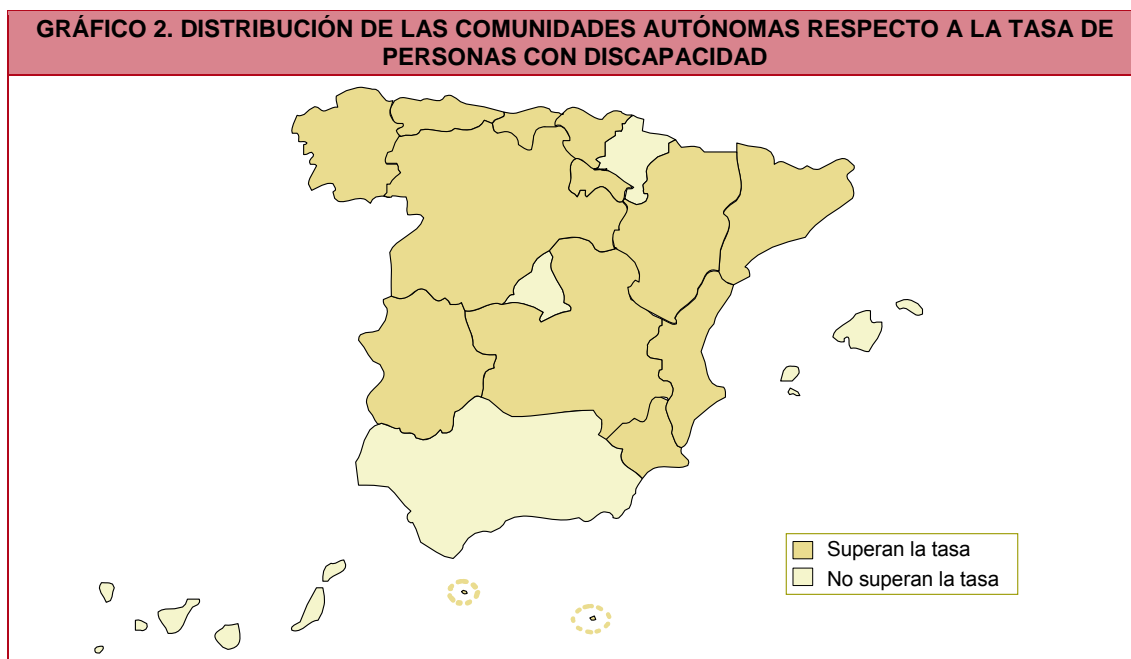 GRÁFICO 2. DISTRIBUCIÓN DE LAS COMUNIDADES AUTÓNOMAS RESPECTO A LA TASA DE
PERSONAS CON DISCAPACIDAD
Superan la tasa
No superan la tasa